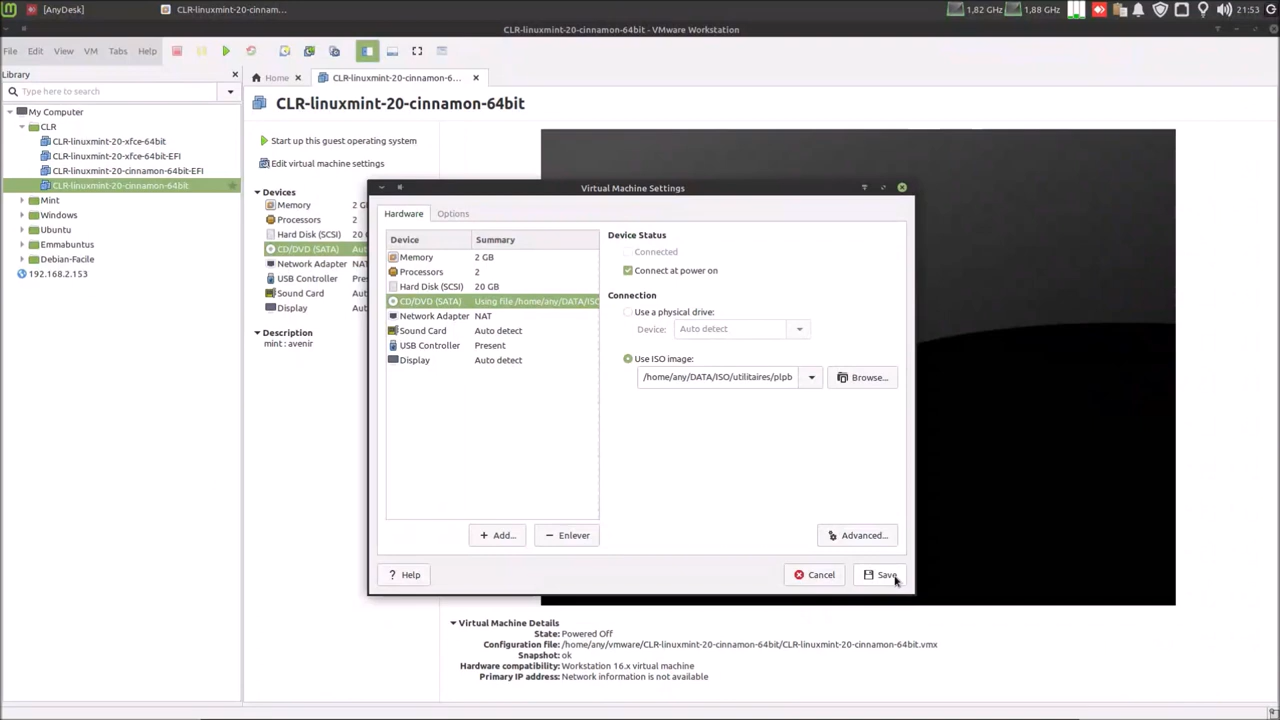 [AnyDesk]
CLR-linuxmint-20-cinnam...
1,82 GHz
1,88 GHz
21:53
CLR-linuxmint-20-cinnamon-64bit - VMware Workstation
File Edit View VM Tabs Help
Library
Type here to search
My Computer
CLR
CLR-linuxmint-20-xfce-64bit
CLR-linuxmint-20-xfce-64bit-EFI
CLR-linuxmint-20-cinnamon-64bit-EFI
CLR-linuxmint-20-cinnamon-64bit
Mint
Windows
Ubuntu
Emmabuntus
Debian-Facile
192.168.2.153
Home
CLR-linuxmint-20-cinnamon-6...
CLR-linuxmint-20-cinnamon-64bit
Start up this guest operating system
Edit virtual machine settings
Devices
Memory 2 G
Processors 2
Hard Disk (SCSI) 20 G
CD/DVD (SATA) Aut
Network Adapter NA
USB Controller Pre
Sound Card Aut
Display Aut
Description
mint : avenir
Virtual Machine Settings
Hardware Options
Device Summary
Memory 2 GB
Processors 2
Hard Disk (SCSI) 20 GB
CD/DVD (SATA) Using file /home/any/DATA/ISO
Network Adapter NAT
Sound Card Auto detect
USB Controller Present
Display Auto detect
Add...
Enlever
Device Status
Connected
Connect at power on
Connection
Use a physical drive:
Device: Auto detect
Use ISO image:
/home/any/DATA/ISO/utilitaires/plpb
Browse...
Advanced...
Help
Cancel
Save
Virtual Machine Details
State: Powered Off
Configuration file: /home/any/vmware/CLR-linuxmint-20-cinnamon-64bit/CLR-linuxmint-20-cinnamon-64bit.vmx
Snapshot: ok
Hardware compatibility: Workstation 16.x virtual machine
Primary IP address: Network information is not available